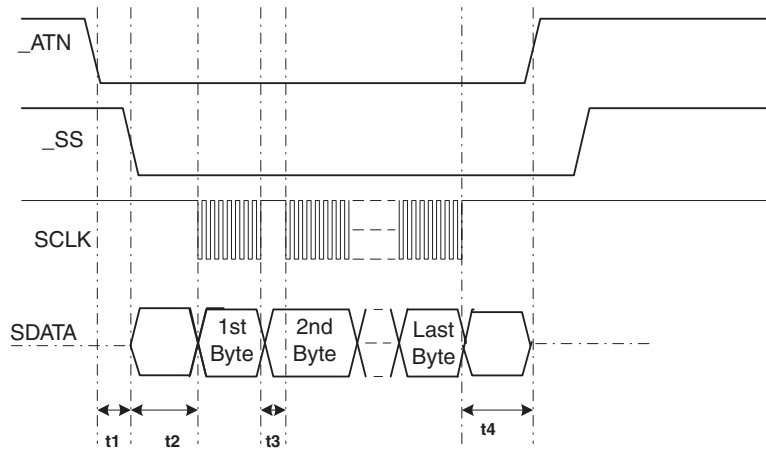 _ATN
_SS
SCLK
SDATA
1st
Byte
2nd
Byte
Last
Byte
t1
t2
t3
t4